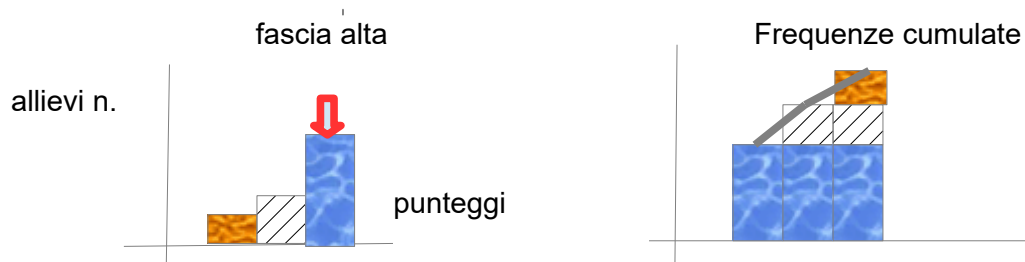 fascia alta
allievi n.
punteggi
Frequenze cumulate